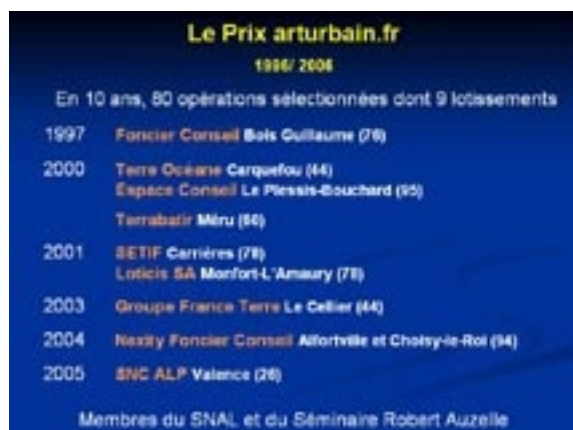 Le Prix arturbain.fr
1996/ 2006
En 10 ans, 80 opérations sélectionnées dont 9 lotissements
1997 Foncier Conseil Bois Guillaume (76)
2000 Terre Océane Carquefou (44)
Espace Conseil Le Plessis-Bouchard (95)
Terrabatir Méru (60)
2001 SETIF Carrières (78)
Loticis SA Monfort-L'Amaury (78)
2003 Groupe France Terre Le Cellier (44)
2004 Nexity Foncier Conseil Alfortville et Choisy-le-Roi (94)
2005 SNC ALP Valence (26)
Membres du SNAL et du Séminaire Robert Auzelle